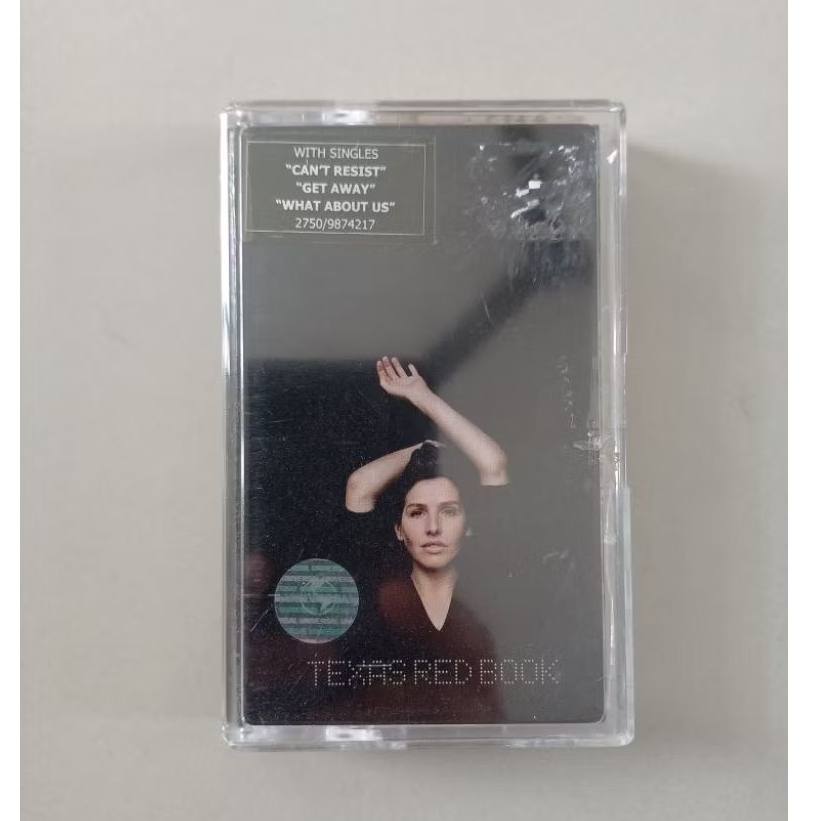 WITH SINGLES
"CAN'T RESIST"
"GET AWAY"
"WHAT ABOUT US"
2750/9874217
TEXAS RED BOOK